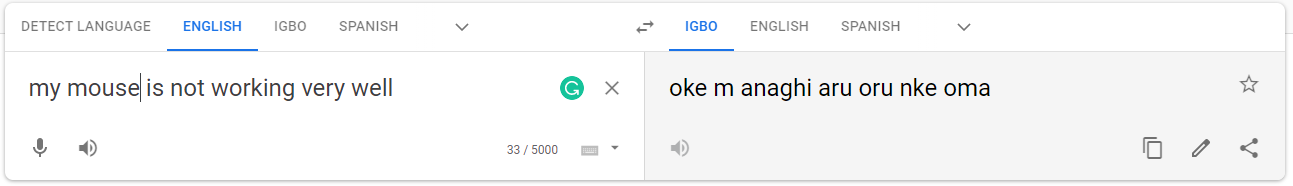 DETECT LANGUAGE ENGLISH IGBO SPANISH IGBO ENGLISH SPANISH
my mouse is not working very well
oke m anaghi aru oru nke oma
33 / 5000